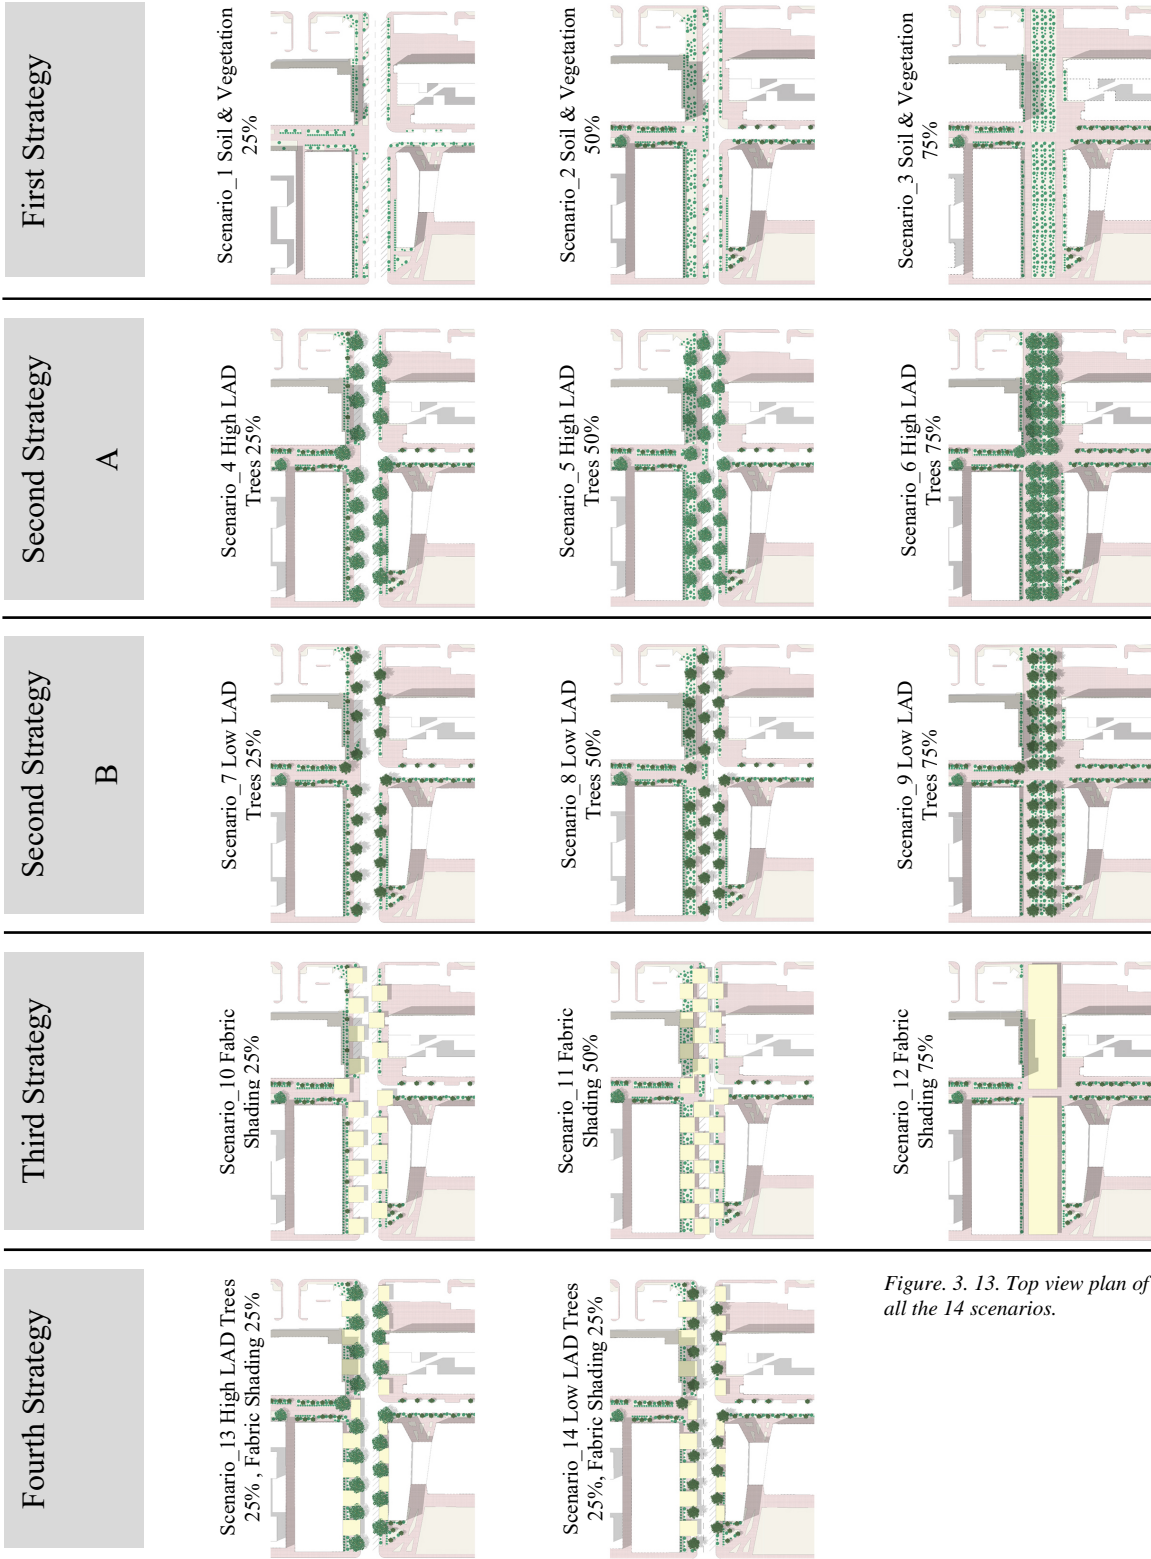 First Strategy
Scenario_1 Soil & Vegetation
25%
Scenario_2 Soil & Vegetation
50%
Scenario_3 Soil & Vegetation
75%
Second Strategy
A
Scenario_4 High LAD
Trees 25%
Scenario_5 High LAD
Trees 50%
Scenario_6 High LAD
Trees 75%
Second Strategy
B
Scenario_7 Low LAD
Trees 25%
Scenario_8 Low LAD
Trees 50%
Scenario_9 Low LAD
Trees 75%
Third Strategy
Scenario_10 Fabric
Shading 25%
Scenario_11 Fabric
Shading 50%
Scenario_12 Fabric
Shading 75%
Fourth Strategy
Scenario_13 High LAD Trees
25% , Fabric Shading 25%
Scenario_14 Low LAD Trees
25%, Fabric Shading 25%
Figure. 3. 13. Top view plan of
all the 14 scenarios.